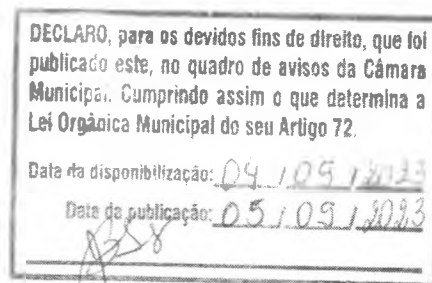 DECLARO, para os devidos fins de direito, que foi
publicado este, no quadro de avisos da Câmara
Municipal. Cumprindo assim o que determina a
Lei Orgânica Municipal do seu Artigo 72.
Data da disponibilização: 04 / 09 / 2023
Data da publicação: 05 / 09 / 2023